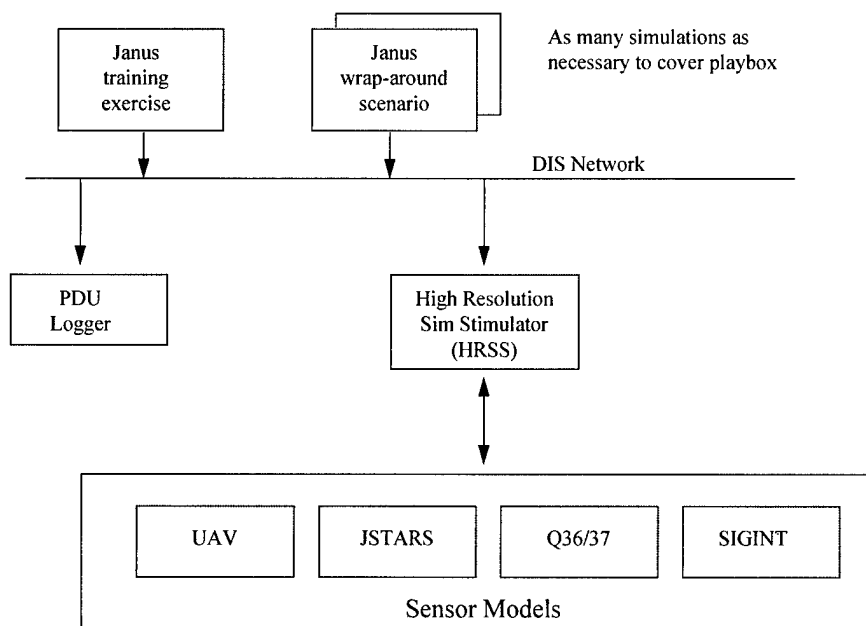 Janus
training
exercise
Janus
wrap-around
scenario
As many simulations as
necessary to cover playbox
DIS Network
PDU
Logger
High Resolution
Sim Stimulator
(HRSS)
UAV
JSTARS
Q36/37
SIGINT
Sensor Models